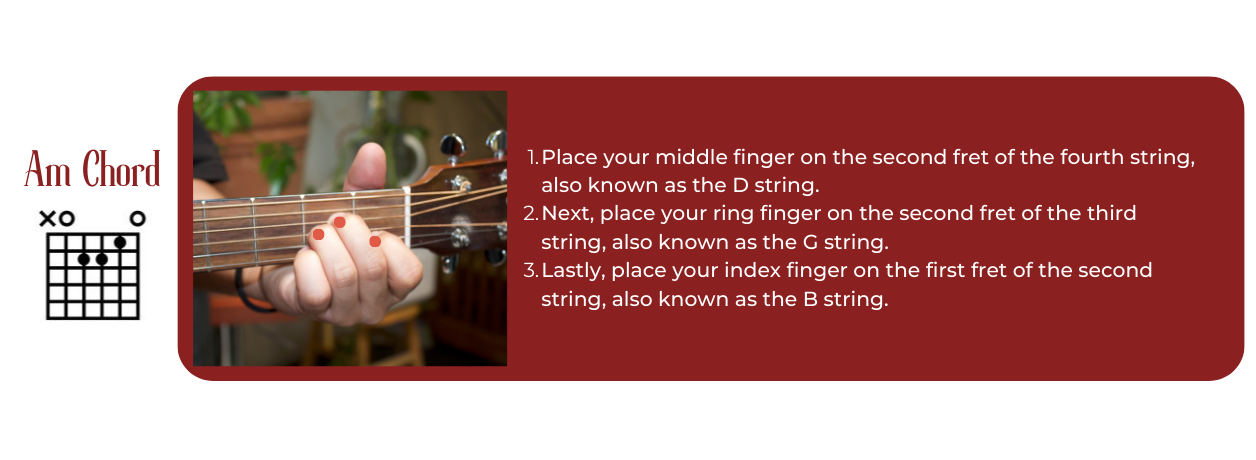 Am Chord
XO O
1. Place your middle finger on the second fret of the fourth string,
also known as the D string.
2. Next, place your ring finger on the second fret of the third
string, also known as the G string.
3. Lastly, place your index finger on the first fret of the second
string, also known as the B string.